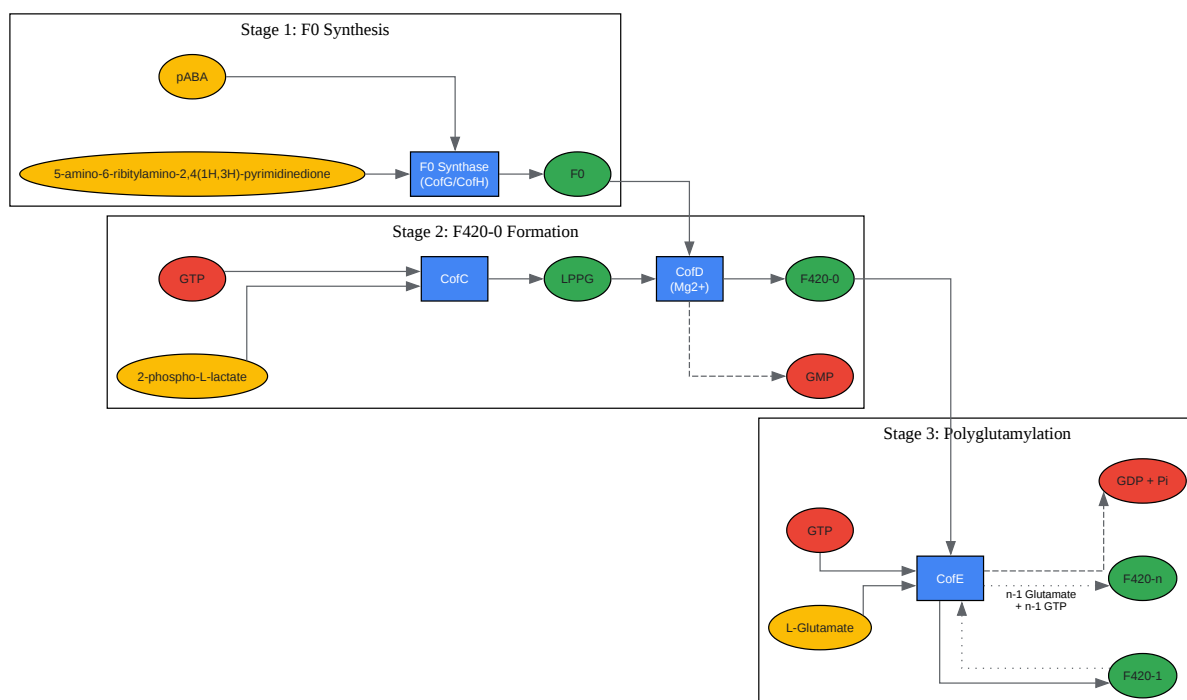 Stage 1: F0 Synthesis
pABA
5-amino-6-ribitylamino-2,4(1H,3H)-pyrimidinedione
F0 Synthase
(CofG/CofH)
F0
Stage 2: F420-0 Formation
GTP
CofC
LPPG
CofD
(Mg2+)
F420-0
2-phospho-L-lactate
GMP
Stage 3: Polyglutamylation
GDP + Pi
GTP
CofE
F420-n
n-1 Glutamate
+ n-1 GTP
L-Glutamate
F420-1